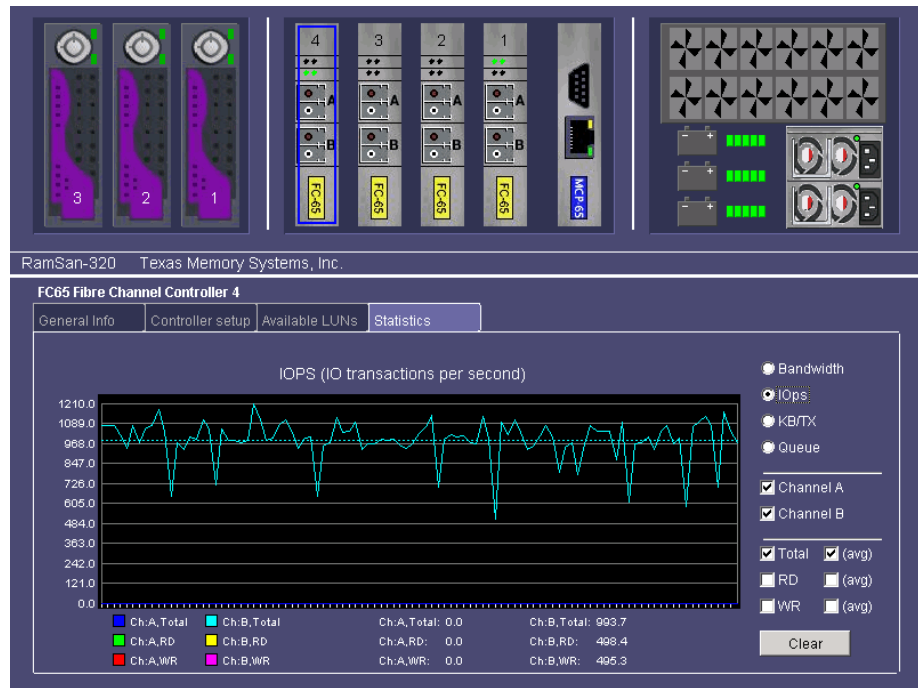 4 3 2 1
A A A A
B B B B
3 2 1
FC-65 FC-65 FC-65 FC-65 MCP-65
- +
- +
- +
RamSan-320 Texas Memory Systems, Inc.
FC65 Fibre Channel Controller 4
General Info Controller setup Available LUNs Statistics
IOPS (IO transactions per second)
1210.0
1089.0
968.0
847.0
726.0
605.0
484.0
363.0
242.0
121.0
0.0
Ch:A,Total Ch:B,Total Ch:A,Total: 0.0 Ch:B,Total: 993.7
Ch:A,RD Ch:B,RD Ch:A,RD: 0.0 Ch:B,RD: 498.4
Ch:A,WR Ch:B,WR Ch:A,WR: 0.0 Ch:B,WR: 495.3
Bandwidth
IOps
KB/TX
Queue
Channel A
Channel B
Total (avg)
RD (avg)
WR (avg)
Clear